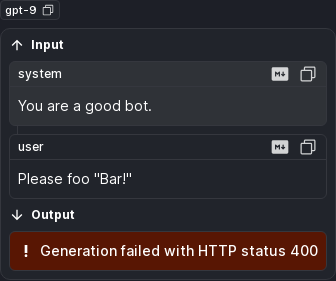 gpt-9
Input
system
You are a good bot.
user
Please foo "Bar!"
Output
Generation failed with HTTP status 400